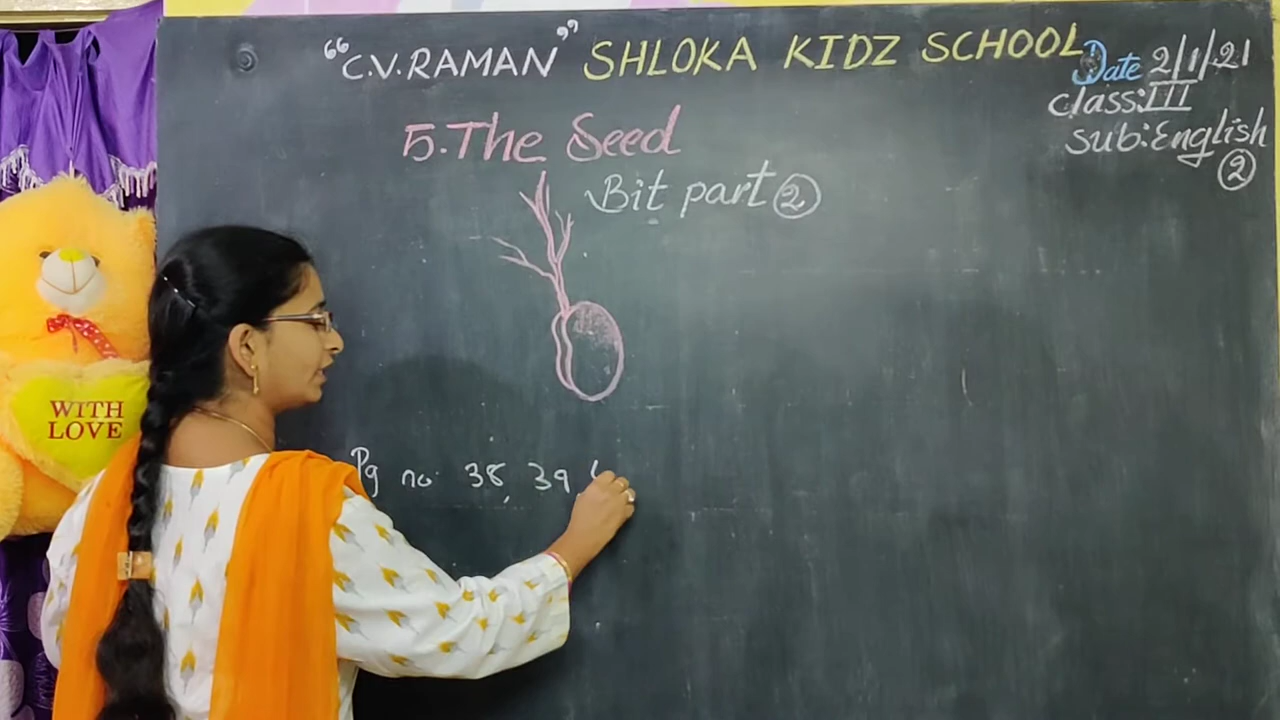 "C.V.RAMAN" SHLOKA KIDZ SCHOOL
Date 2/1/21
Class:III
Sub:English
2
5.The Seed
Bit part 2
Pg no: 38, 39
WITH
LOVE